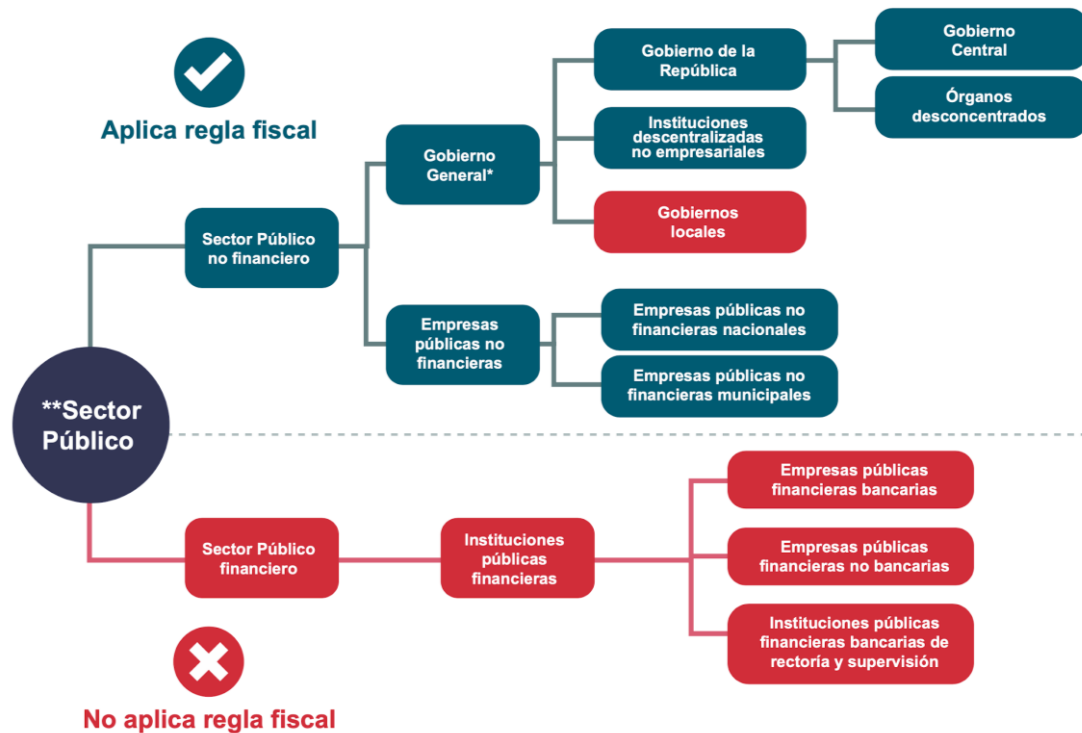 Aplica regla fiscal
**Sector
Público
Sector Público
no financiero
Gobierno
General*
Gobierno de la
República
Gobierno
Central
Órganos
desconcentrados
Instituciones
descentralizadas
no empresariales
Gobiernos
locales
Empresas
públicas no
financieras
Empresas públicas no
financieras nacionales
Empresas públicas no
financieras municipales
Sector Público
financiero
Instituciones
públicas
financieras
Empresas públicas
financieras bancarias
Empresas públicas
financieras no bancarias
Instituciones públicas
financieras bancarias de
rectoría y supervisión
No aplica regla fiscal